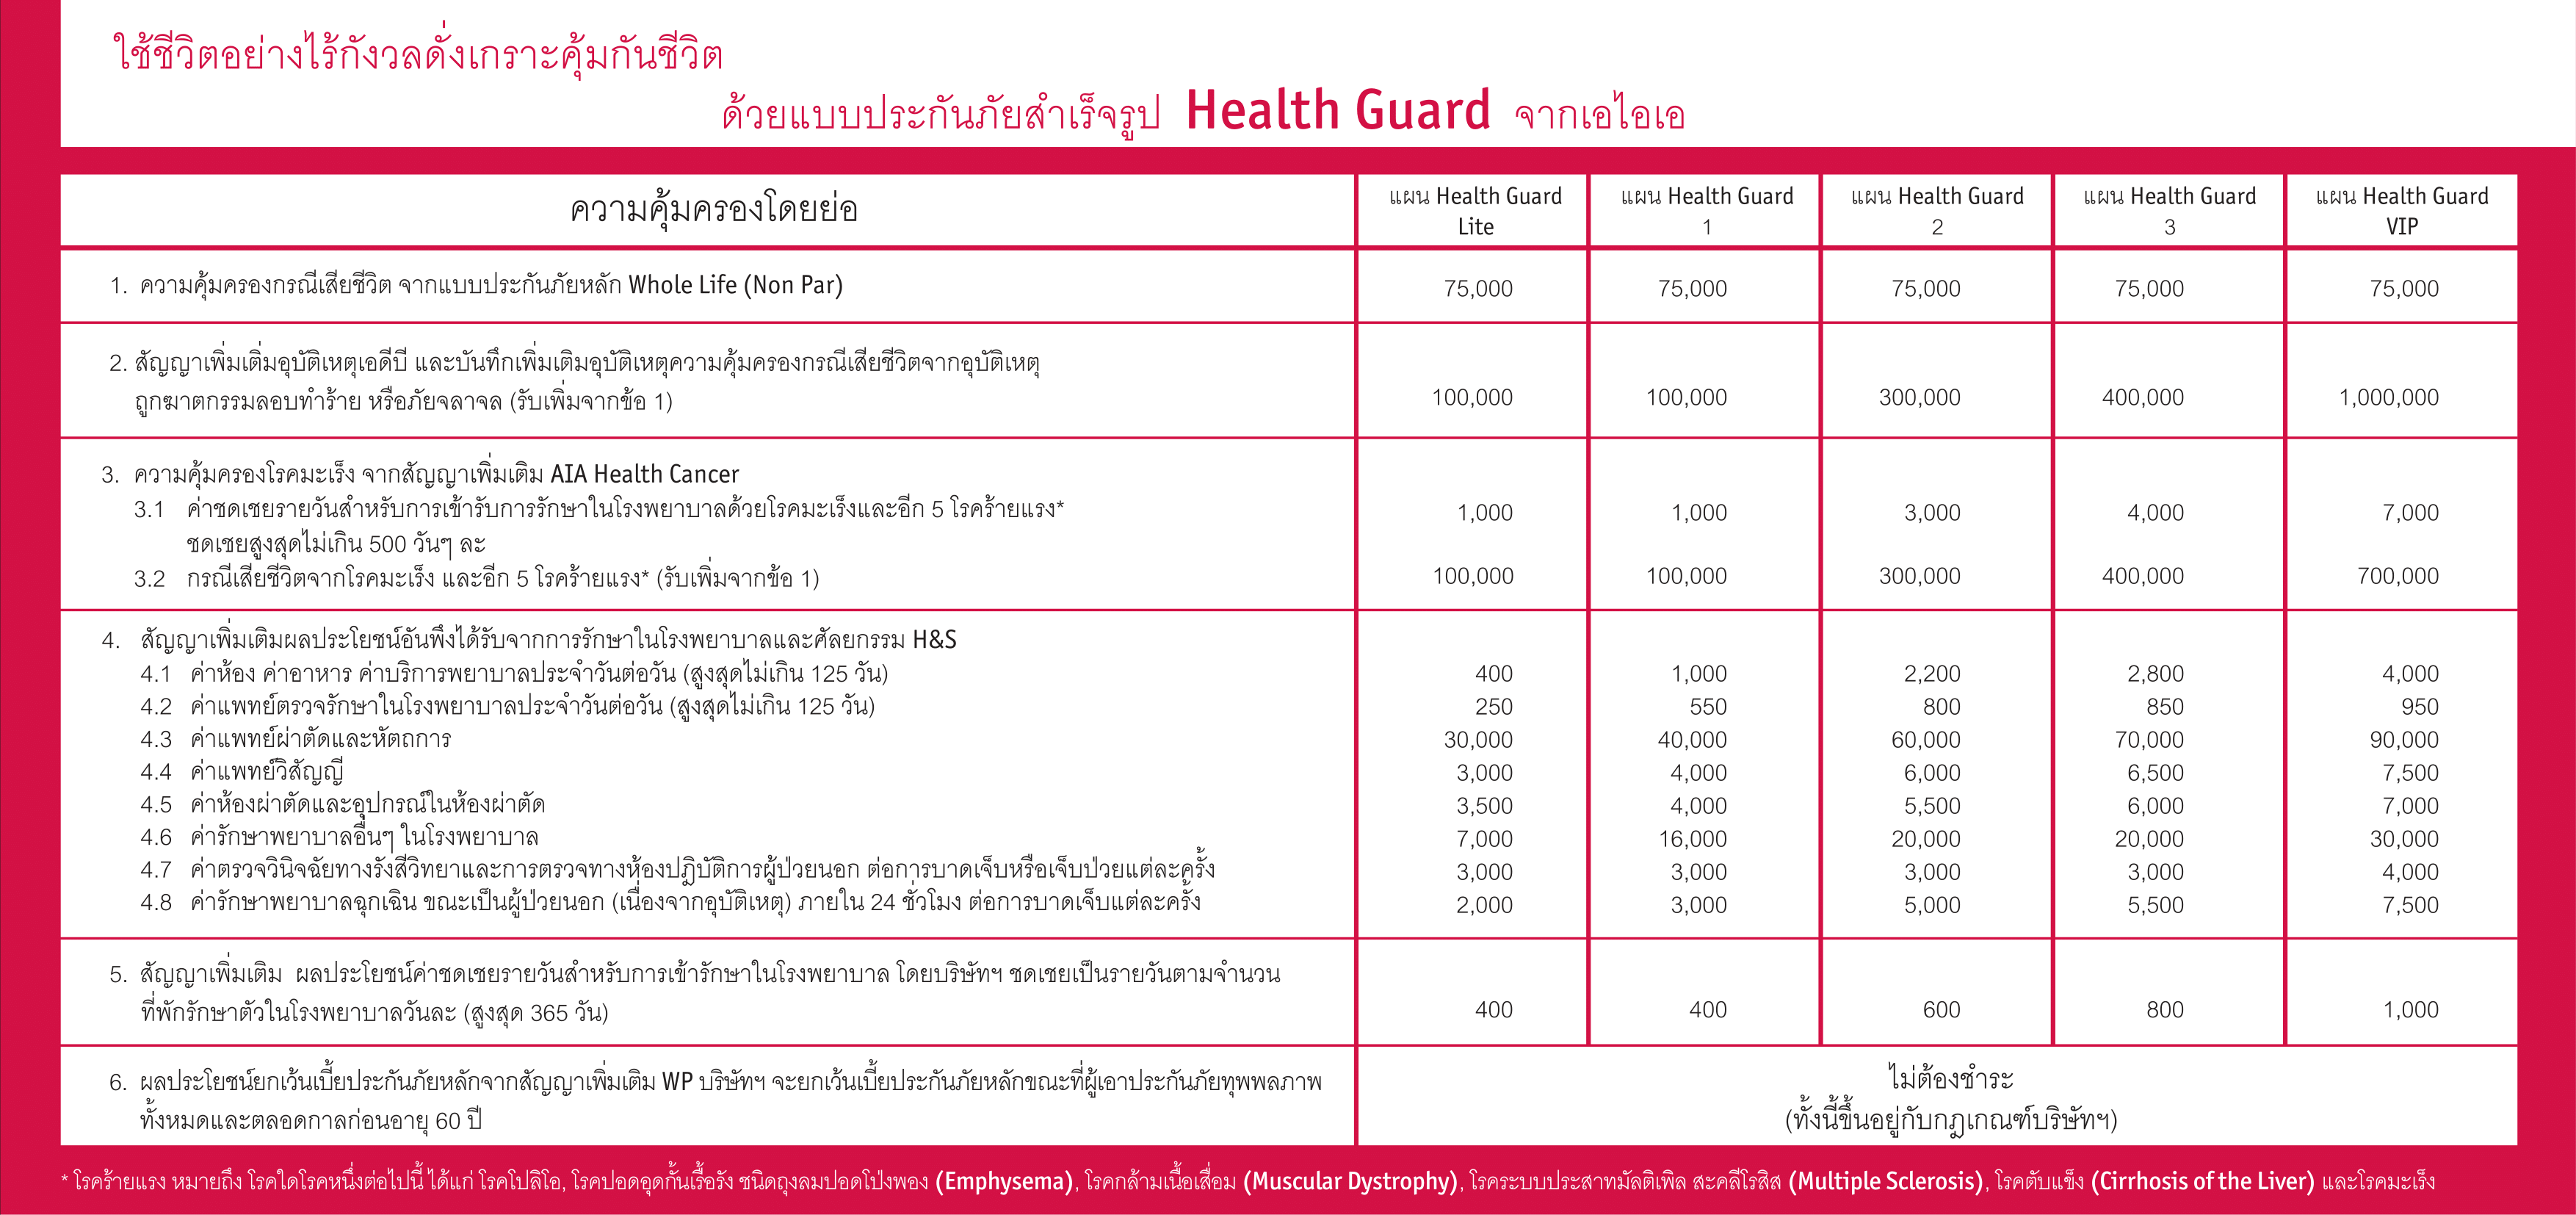 ใช้ชีวิตอย่างไร้กังวลดั่งเกราะคุ้มกันชีวิต
ด้วยแบบประกันภัยสำเร็จรูป Health Guard จากเอไอเอ
ความคุ้มครองโดยย่อ
แผน Health Guard Lite
แผน Health Guard 1
แผน Health Guard 2
แผน Health Guard 3
แผน Health Guard VIP
1. ความคุ้มครองกรณีเสียชีวิต จากแบบประกันภัยหลัก Whole Life (Non Par) 75,000 75,000 75,000 75,000 75,000
2. สัญญาเพิ่มเติ่มอุบัติเหตุเอดีบี และบันทึกเพิ่มเติมอุบัติเหตุความคุ้มครองกรณีเสียชีวิตจากอุบัติเหตุ
ถูกฆาตกรรมลอบทำร้าย หรือภัยจลาจล (รับเพิ่มจากข้อ 1) 100,000 100,000 300,000 400,000 1,000,000
3. ความคุ้มครองโรคมะเร็ง จากสัญญาเพิ่มเติม AIA Health Cancer
3.1 ค่าชดเชยรายวันสำหรับการเข้ารับการรักษาในโรงพยาบาลด้วยโรคมะเร็งและอีก 5 โรคร้ายแรง* 1,000 1,000 3,000 4,000 7,000
ชดเชยสูงสุดไม่เกิน 500 วันๆ ละ
3.2 กรณีเสียชีวิตจากโรคมะเร็ง และอีก 5 โรคร้ายแรง* (รับเพิ่มจากข้อ 1) 100,000 100,000 300,000 400,000 700,000
4. สัญญาเพิ่มเติมผลประโยชน์อันพึงได้รับจากการรักษาในโรงพยาบาลและศัลยกรรม H&S
4.1 ค่าห้อง ค่าอาหาร ค่าบริการพยาบาลประจำวันต่อวัน (สูงสุดไม่เกิน 125 วัน) 400 1,000 2,200 2,800 4,000
4.2 ค่าแพทย์ตรวจรักษาในโรงพยาบาลประจำวันต่อวัน (สูงสุดไม่เกิน 125 วัน) 250 550 800 850 950
4.3 ค่าแพทย์ผ่าตัดและหัตถการ 30,000 40,000 60,000 70,000 90,000
4.4 ค่าแพทย์วิสัญญี 3,000 4,000 6,000 6,500 7,500
4.5 ค่าห้องผ่าตัดและอุปกรณ์ในห้องผ่าตัด 3,500 4,000 5,500 6,000 7,000
4.6 ค่ารักษาพยาบาลอื่นๆ ในโรงพยาบาล 7,000 16,000 20,000 20,000 30,000
4.7 ค่าตรวจวินิจฉัยทางรังสีวิทยาและการตรวจทางห้องปฎิบัติการผู้ป่วยนอก ต่อการบาดเจ็บหรือเจ็บป่วยแต่ละครั้ง 3,000 3,000 3,000 3,000 4,000
4.8 ค่ารักษาพยาบาลฉุกเฉิน ขณะเป็นผู้ป่วยนอก (เนื่องจากอุบัติเหตุ) ภายใน 24 ชั่วโมง ต่อการบาดเจ็บแต่ละครั้ง 2,000 3,000 5,000 5,500 7,500
5. สัญญาเพิ่มเติม ผลประโยชน์ค่าชดเชยรายวันสำหรับการเข้ารักษาในโรงพยาบาล โดยบริษัทฯ ชดเชยเป็นรายวันตามจำนวน
ที่พักรักษาตัวในโรงพยาบาลวันละ (สูงสุด 365 วัน) 400 400 600 800 1,000
6. ผลประโยชน์ยกเว้นเบี้ยประกันภัยหลักจากสัญญาเพิ่มเติม WP บริษัทฯ จะยกเว้นเบี้ยประกันภัยหลักขณะที่ผู้เอาประกันภัยทุพพลภาพ
ทั้งหมดและตลอดกาลก่อนอายุ 60 ปี
ไม่ต้องชำระ
(ทั้งนี้ขึ้นอยู่กับกฎเกณฑ์บริษัทฯ)
* โรคร้ายแรง หมายถึง โรคใดโรคหนึ่งต่อไปนี้ ได้แก่ โรคโปลิโอ, โรคปอดอุดกั้นเรื้อรัง ชนิดถุงลมปอดโป่งพอง (Emphysema), โรคกล้ามเนื้อเสื่อม (Muscular Dystrophy), โรคระบบประสาทมัลติเพิล สะคลีโรสิส (Multiple Sclerosis), โรคตับแข็ง (Cirrhosis of the Liver) และโรคมะเร็ง